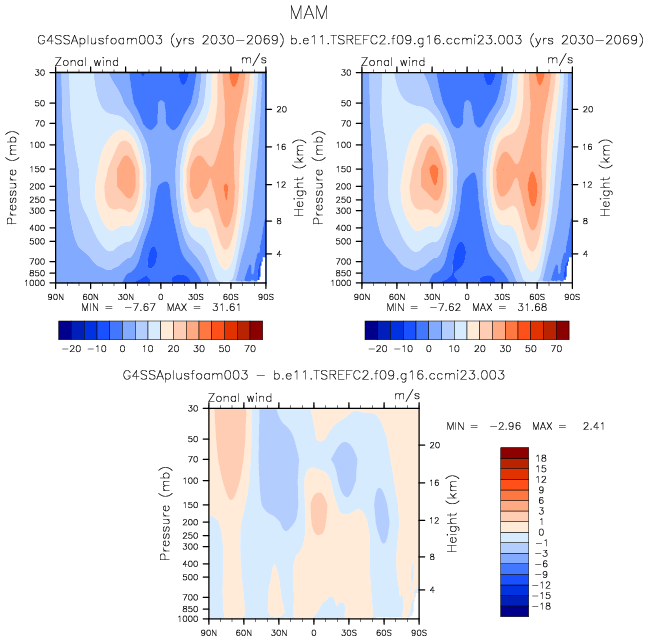 MAM
G4SSAplusfoam003 (yrs 2030-2069) b.e11.TSREFC2.f09.g16.ccmi23.003 (yrs 2030-2069)
Zonal wind m/s Zonal wind m/s
Pressure (mb) Height (km) Pressure (mb) Height (km)
30 30
50 20 50 20
70 70
100 16 100 16
150 150
200 12 200 12
250 250
300 8 300 8
400 400
500 4 500 4
700 700
850 850
1000 1000
90N 60N 30N 0 30S 60S 90S 90N 60N 30N 0 30S 60S 90S
MIN = -7.67 MAX = 31.61 MIN = -7.62 MAX = 31.68
-20 -10 0 10 20 30 50 70 -20 -10 0 10 20 30 50 70
G4SSAplusfoam003 - b.e11.TSREFC2.f09.g16.ccmi23.003
Zonal wind m/s
MIN = -2.96 MAX = 2.41
Pressure (mb) Height (km)
30
50 20
70
100 16
150
200 12
250
300 8
400
500 4
700
850
1000
90N 60N 30N 0 30S 60S 90S
18
15
12
9
6
3
1
0
-1
-3
-6
-9
-12
-15
-18